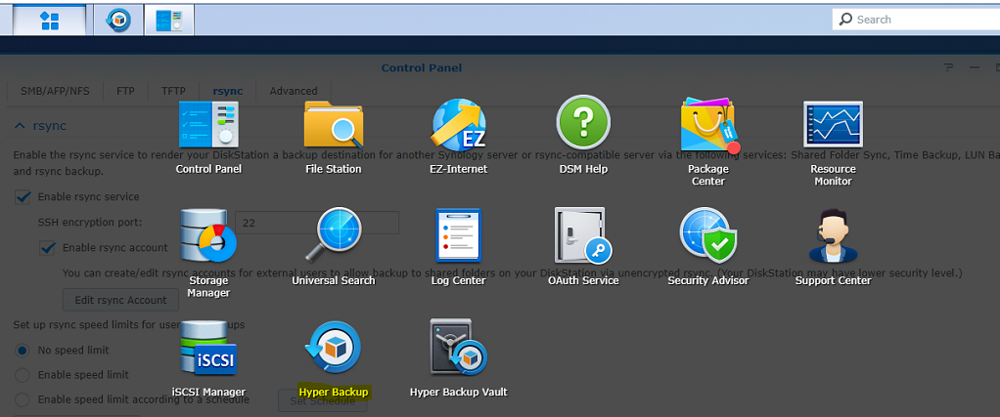 Search
Control Panel
SMB/AFP/NFS FTP TFTP rsync Advanced
rsync
Control Panel File Station EZ EZ-Internet DSM Help Package Center Resource Monitor
Enable the rsync service to render your DiskStation a backup destination for another Synology server or rsync-compatible server via the following services: Shared Folder Sync, Time Backup, LUN Ba
and rsync backup.
Enable rsync service
SSH encryption port: 22
Enable rsync account
Storage Manager Universal Search Log Center OAuth Service Security Advisor Support Center
You can create/edit rsync accounts for external users to allow backup to shared folders on your DiskStation via unencrypted rsync. (Your DiskStation may have lower security level.)
Edit rsync Account
Set up rsync speed limits for use ups
No speed limit
iSCSI
Enable speed limit
iSCSI Manager Hyper Backup Hyper Backup Vault
Enable speed limit according to a schedule Set Schedule